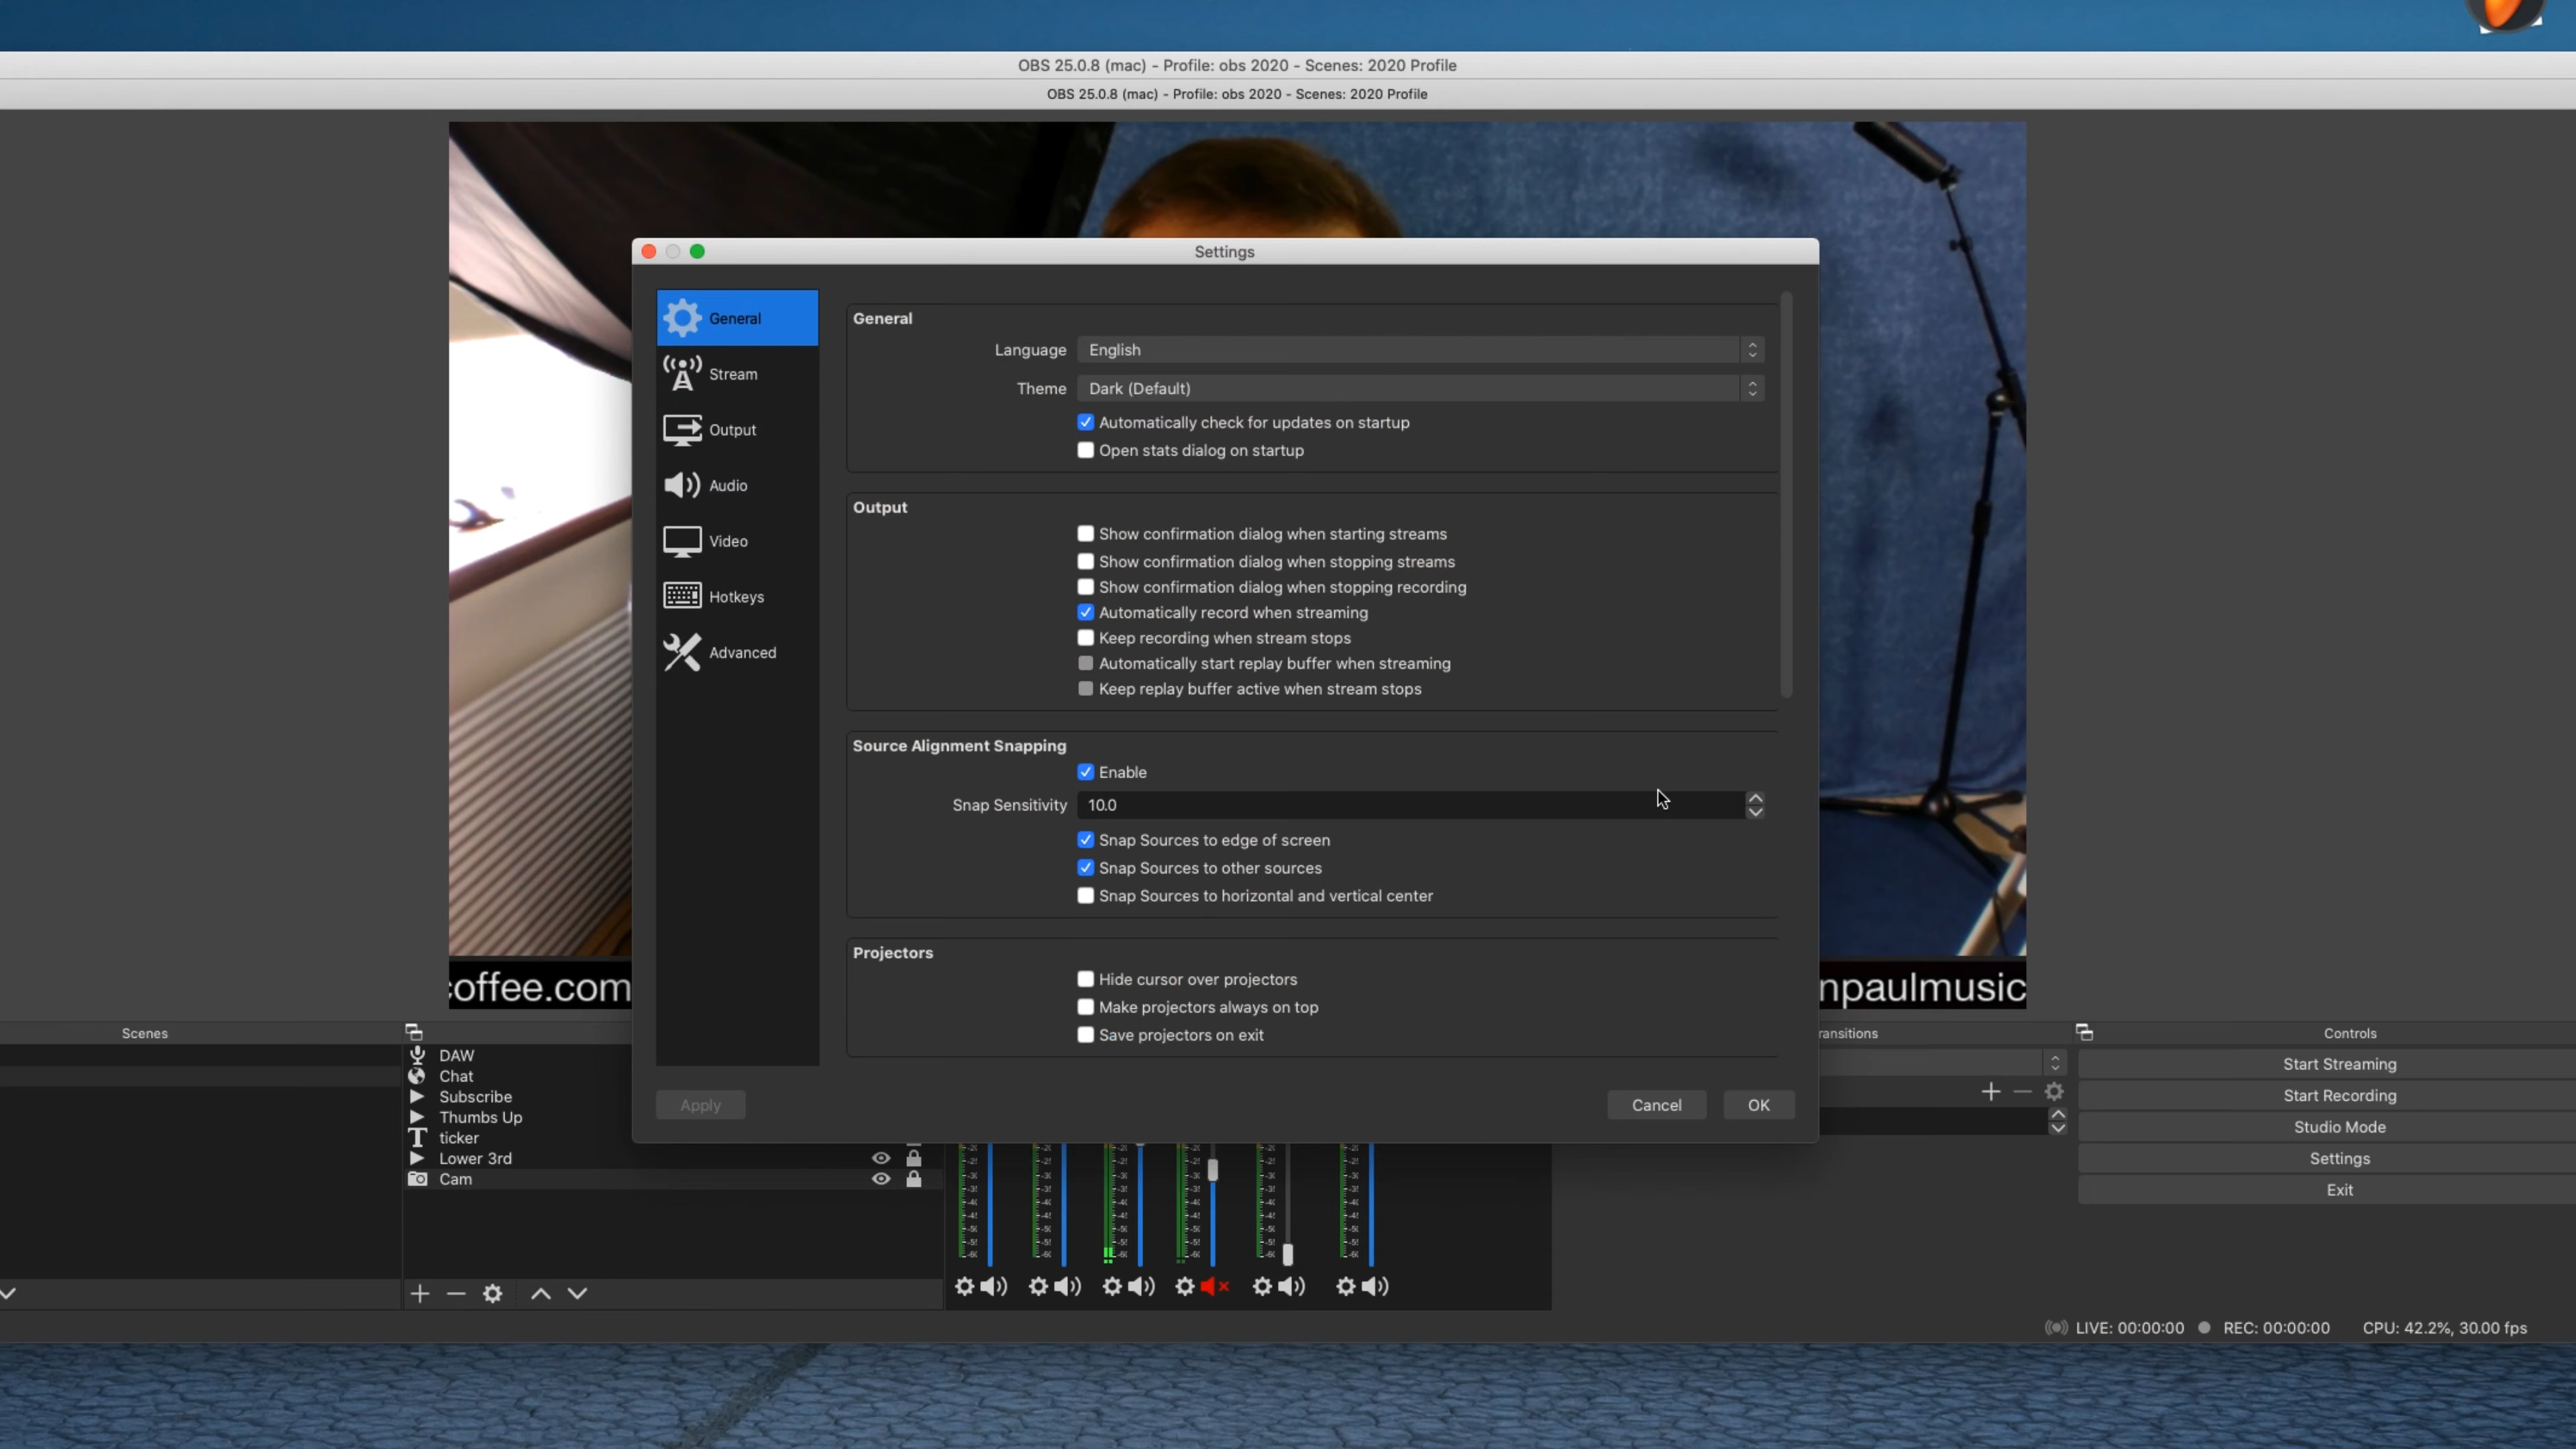 OBS 25.0.8 (mac) - Profile: obs 2020 - Scenes: 2020 Profile
OBS 25.0.8 (mac) - Profile: obs 2020 - Scenes: 2020 Profile
Settings
General
Stream
Output
Audio
Video
Hotkeys
Advanced
General
Language English
Theme Dark (Default)
Automatically check for updates on startup
Open stats dialog on startup
Output
Show confirmation dialog when starting streams
Show confirmation dialog when stopping streams
Show confirmation dialog when stopping recording
Automatically record when streaming
Keep recording when stream stops
Automatically start replay buffer when streaming
Keep replay buffer active when stream stops
Source Alignment Snapping
Enable
Snap Sensitivity 10.0
Snap Sources to edge of screen
Snap Sources to other sources
Snap Sources to horizontal and vertical center
Projectors
Hide cursor over projectors
Make projectors always on top
Save projectors on exit
Apply
Cancel
OK
offee.com
npaulmusic
Scenes
DAW
Chat
Subscribe
Thumbs Up
ticker
Lower 3rd
Cam
ransitions
Controls
Start Streaming
Start Recording
Studio Mode
Settings
Exit
LIVE: 00:00:00
REC: 00:00:00
CPU: 42.2%, 30.00 fps